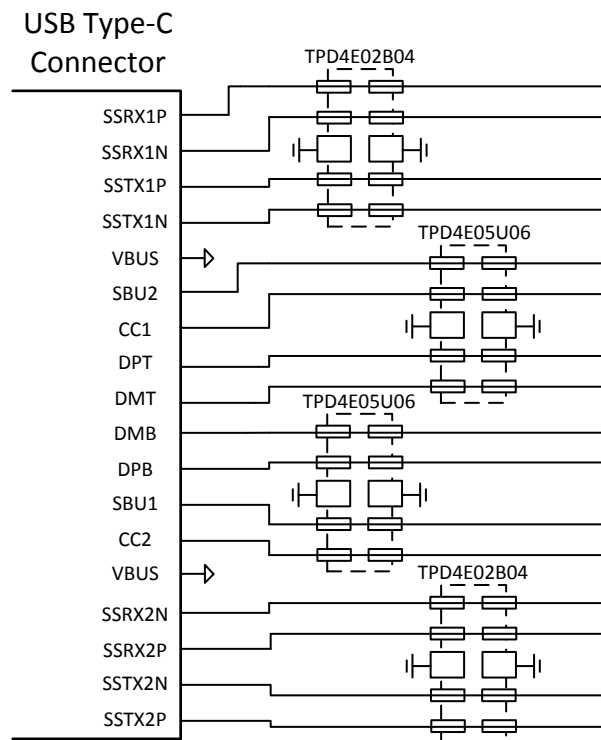 USB Type-C
Connector
TPD4E02B04
SSRX1P
SSRX1N
SSTX1P
SSTX1N
TPD4E05U06
VBUS
SBU2
CC1
DPT
DMT
TPD4E05U06
DMB
DPB
SBU1
CC2
VBUS
TPD4E02B04
SSRX2N
SSRX2P
SSTX2N
SSTX2P